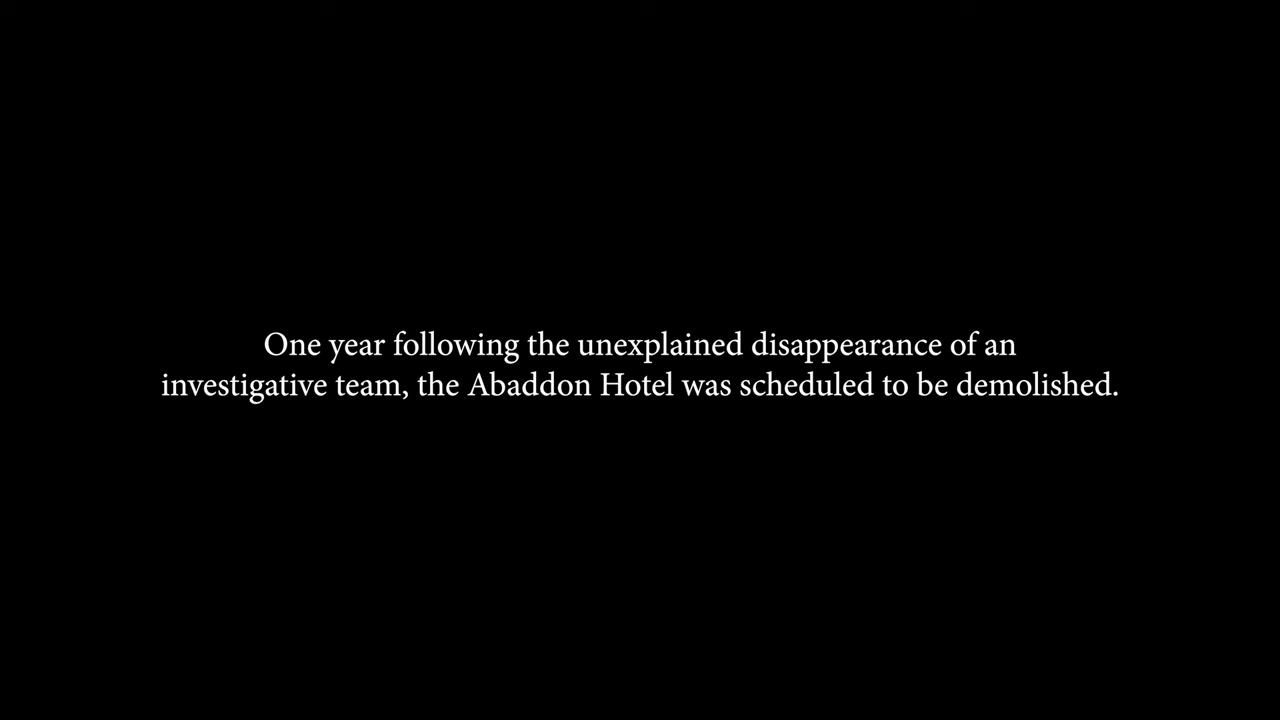 One year following the unexplained disappearance of an
investigative team, the Abaddon Hotel was scheduled to be demolished.